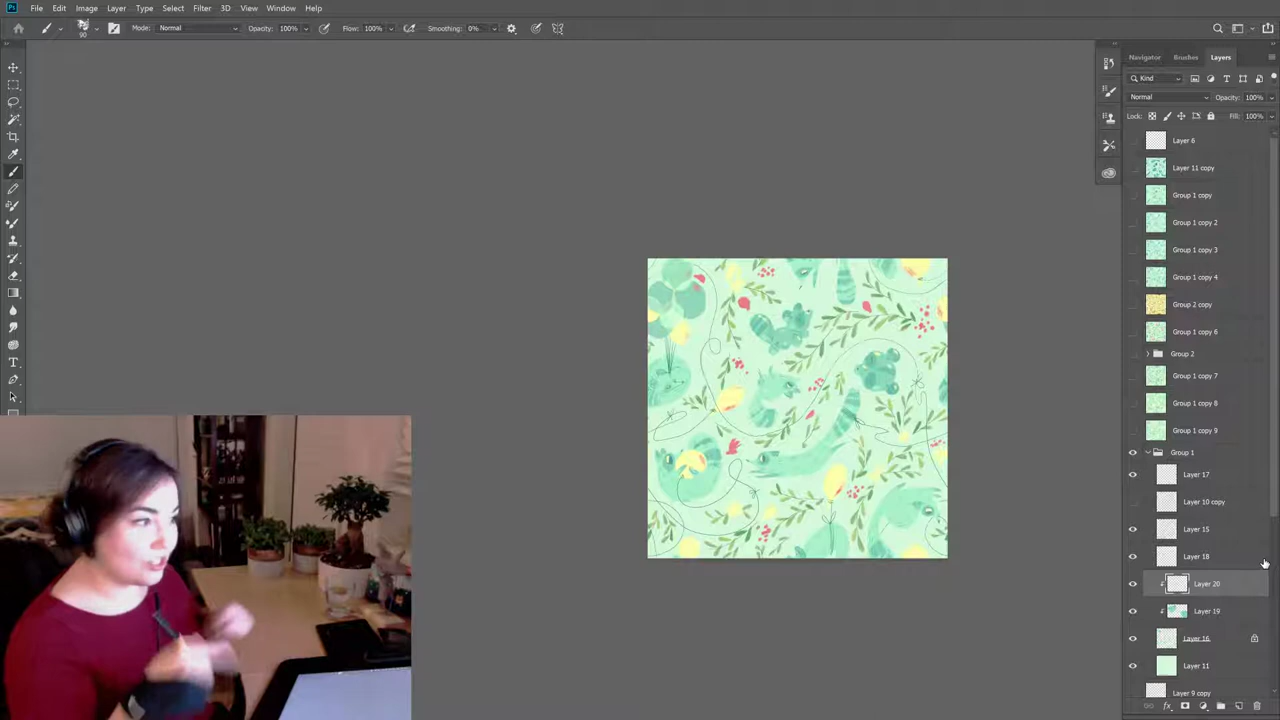 Ps File Edit Image Layer Type Select Filter 3D View Window Help
90 Mode: Normal Opacity: 100% Flow: 100% Smoothing: 0%
Navigator Brushes Layers
Kind
Normal Opacity: 100%
Lock: Fill: 100%
Layer 6
Layer 11 copy
Group 1 copy
Group 1 copy 2
Group 1 copy 3
Group 1 copy 4
Group 2 copy
Group 1 copy 6
Group 2
Group 1 copy 7
Group 1 copy 8
Group 1 copy 9
Group 1
Layer 17
Layer 10 copy
Layer 15
Layer 18
Layer 20
Layer 19
Layer 16
Layer 11
Layer 9 copy
fx